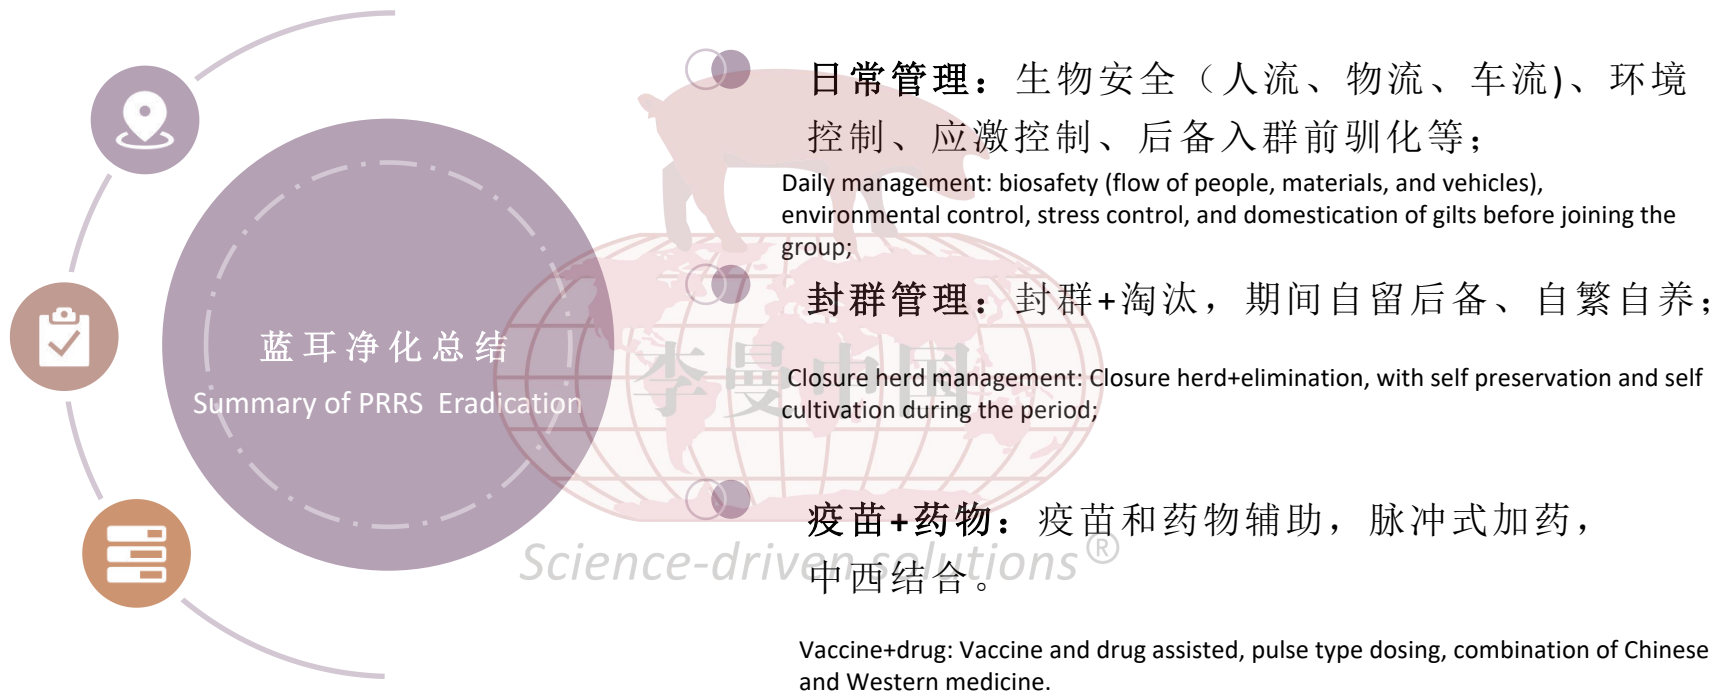 蓝耳净化总结
Summary of PRRS Eradication
日常管理：生物安全（人流、物流、车流)、环境
控制、应激控制、后备入群前驯化等；
Daily management: biosafety (flow of people, materials, and vehicles),
environmental control, stress control, and domestication of gilts before joining the
group;
封群管理：封群+淘汰，期间自留后备、自繁自养；
Closure herd management: Closure herd+elimination, with self preservation and self
cultivation during the period;
疫苗+药物：疫苗和药物辅助，脉冲式加药，
中西结合。
Vaccine+drug: Vaccine and drug assisted, pulse type dosing, combination of Chinese
and Western medicine.
李曼中国
Science-driven solutions®